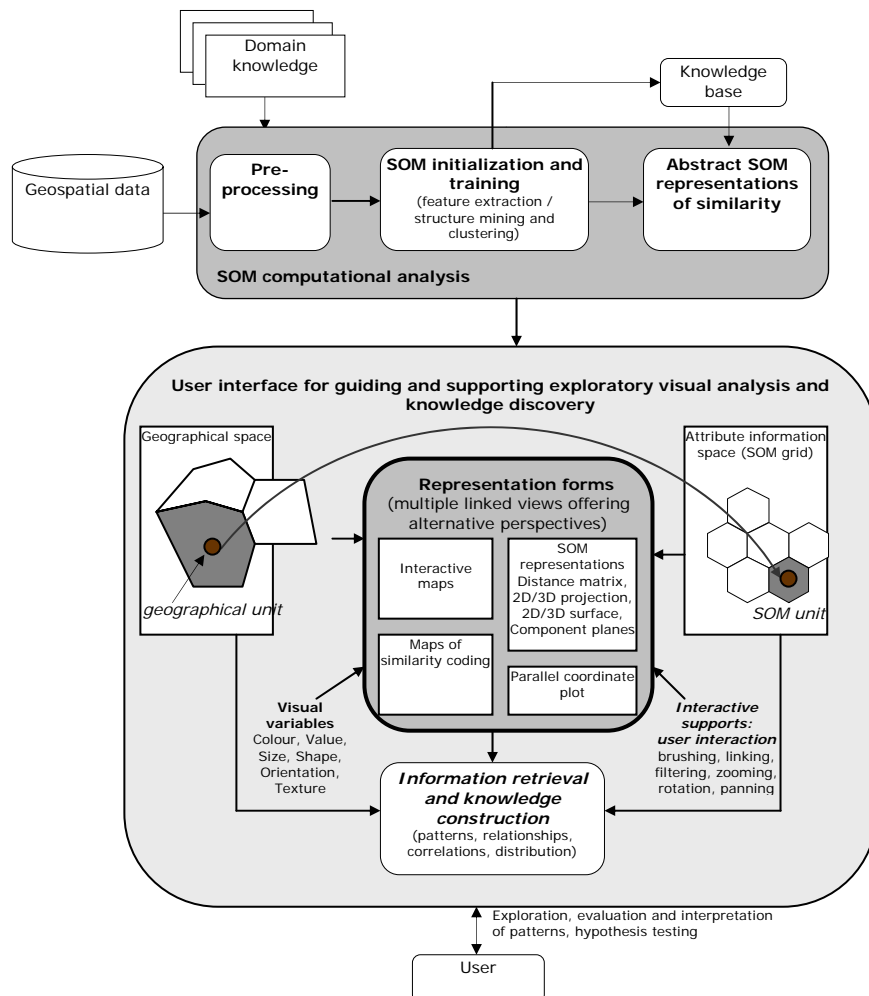 Domain
knowledge
Knowledge
base
Geospatial data
Pre-
processing
SOM initialization and
training
(feature extraction /
structure mining and
clustering)
Abstract SOM
representations
of similarity
SOM computational analysis
User interface for guiding and supporting exploratory visual analysis and
knowledge discovery
Geographical space
geographical unit
Representation forms
(multiple linked views offering
alternative perspectives)
Interactive
maps
SOM
representations
Distance matrix,
2D/3D projection,
2D/3D surface,
Component planes
Maps of
similarity coding
Parallel coordinate
plot
Attribute information
space (SOM grid)
SOM unit
Visual
variables
Colour, Value,
Size, Shape,
Orientation,
Texture
Interactive
supports:
user interaction
brushing, linking,
filtering, zooming,
rotation, panning
Information retrieval
and knowledge
construction
(patterns, relationships,
correlations, distribution)
Exploration, evaluation and interpretation
of patterns, hypothesis testing
User